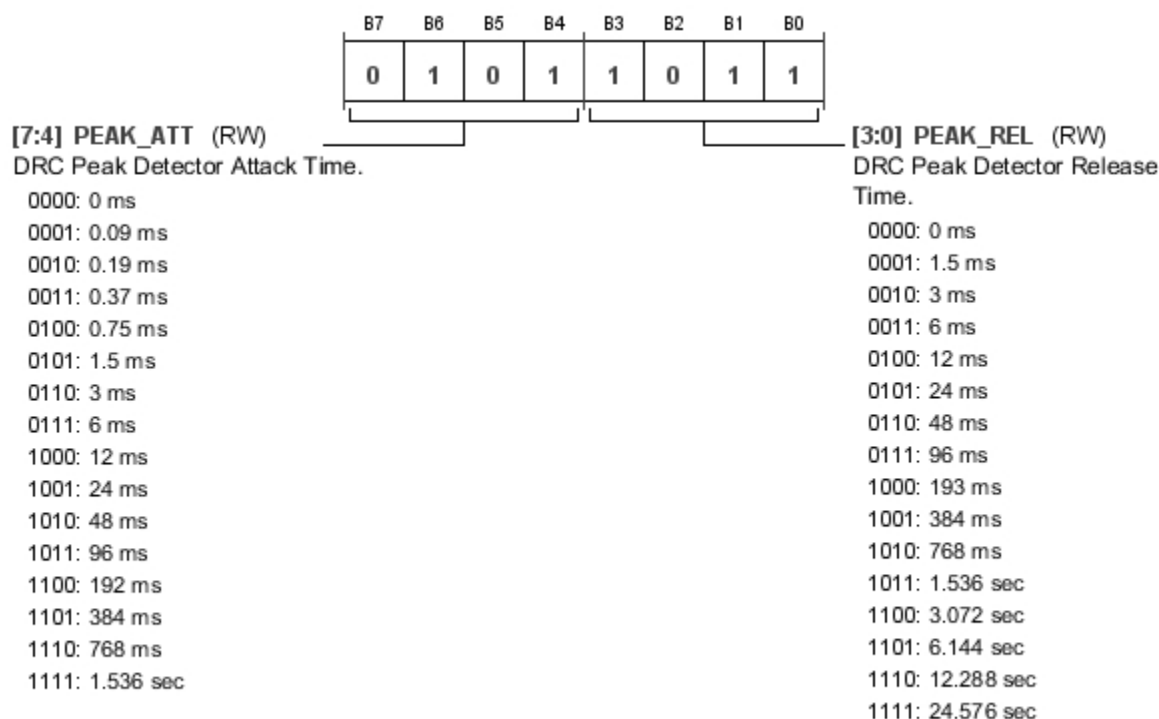 B7 B6 B5 B4 B3 B2 B1 B0
0 1 0 1 1 0 1 1
[7:4] PEAK_ATT (RW)
DRC Peak Detector Attack Time.
0000: 0 ms
0001: 0.09 ms
0010: 0.19 ms
0011: 0.37 ms
0100: 0.75 ms
0101: 1.5 ms
0110: 3 ms
0111: 6 ms
1000: 12 ms
1001: 24 ms
1010: 48 ms
1011: 96 ms
1100: 192 ms
1101: 384 ms
1110: 768 ms
1111: 1.536 sec
[3:0] PEAK_REL (RW)
DRC Peak Detector Release
Time.
0000: 0 ms
0001: 1.5 ms
0010: 3 ms
0011: 6 ms
0100: 12 ms
0101: 24 ms
0110: 48 ms
0111: 96 ms
1000: 193 ms
1001: 384 ms
1010: 768 ms
1011: 1.536 sec
1100: 3.072 sec
1101: 6.144 sec
1110: 12.288 sec
1111: 24.576 sec